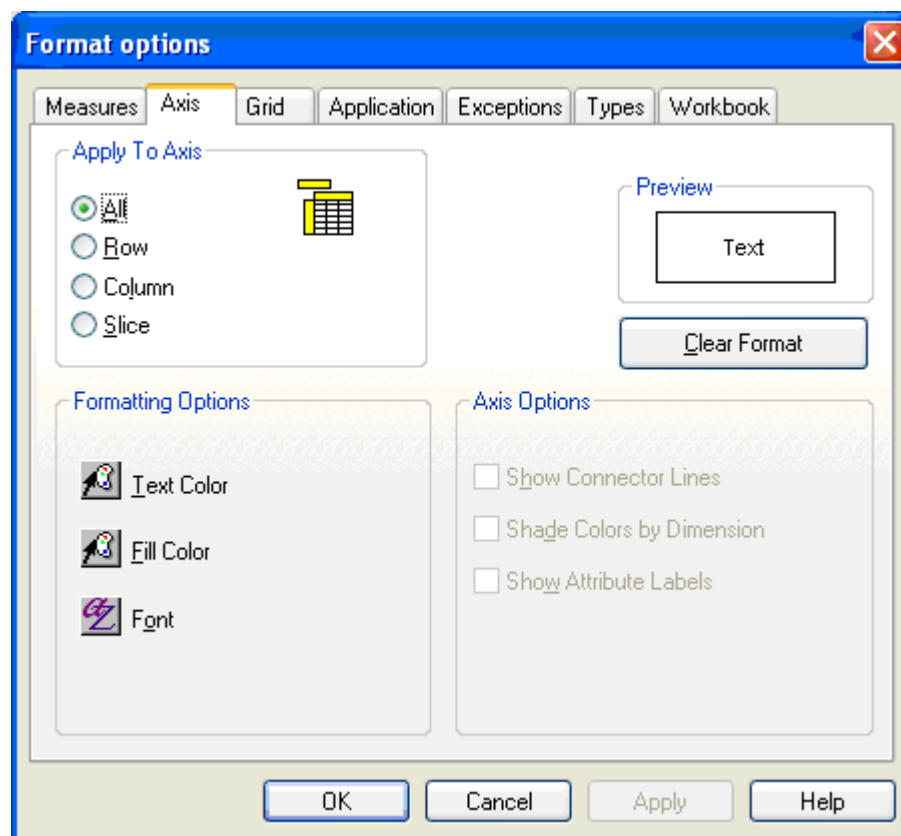 Format options
Measures Axis Grid Application Exceptions Types Workbook
Apply To Axis
All
Row
Column
Slice
Preview
Text
Clear Format
Formatting Options
Text Color
Fill Color
Font
Axis Options
Show Connector Lines
Shade Colors by Dimension
Show Attribute Labels
OK Cancel Apply Help